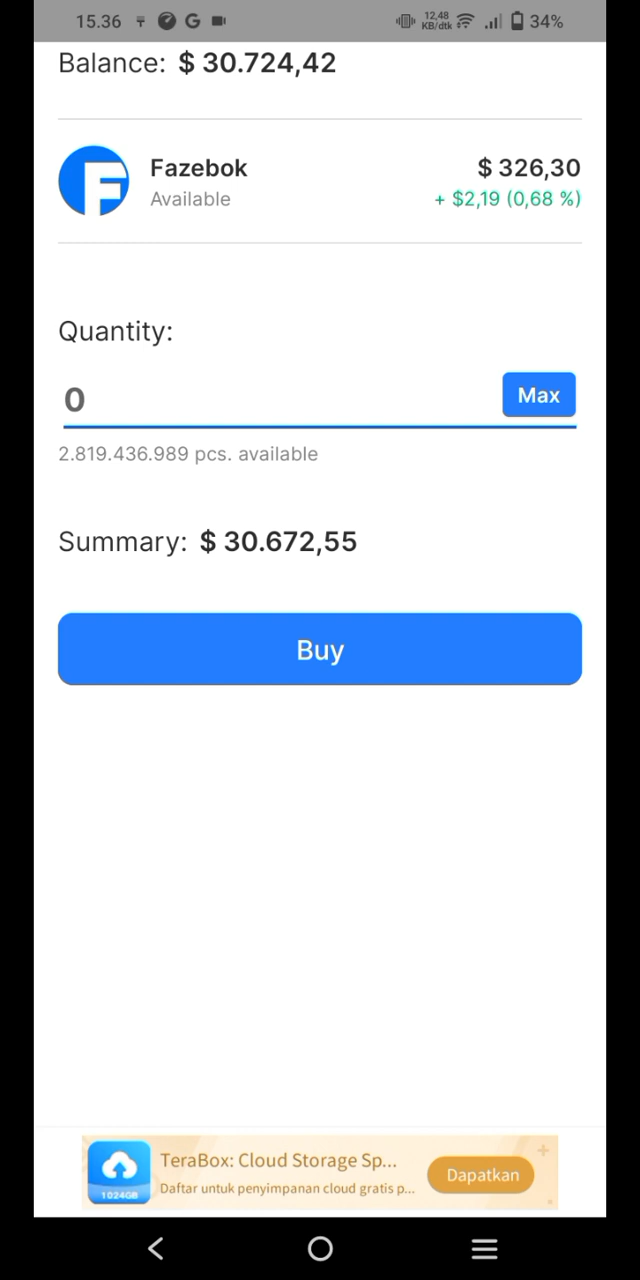 15.36 G 12,48 KB/dtk 34%
Balance: $ 30.724,42
F Fazebok $ 326,30
Available + $2,19 (0,68 %)
Quantity:
0 Max
2.819.436.989 pcs. available
Summary: $ 30.672,55
Buy
TeraBox: Cloud Storage Sp...
1024GB Daftar untuk penyimpanan cloud gratis p...
Dapatkan